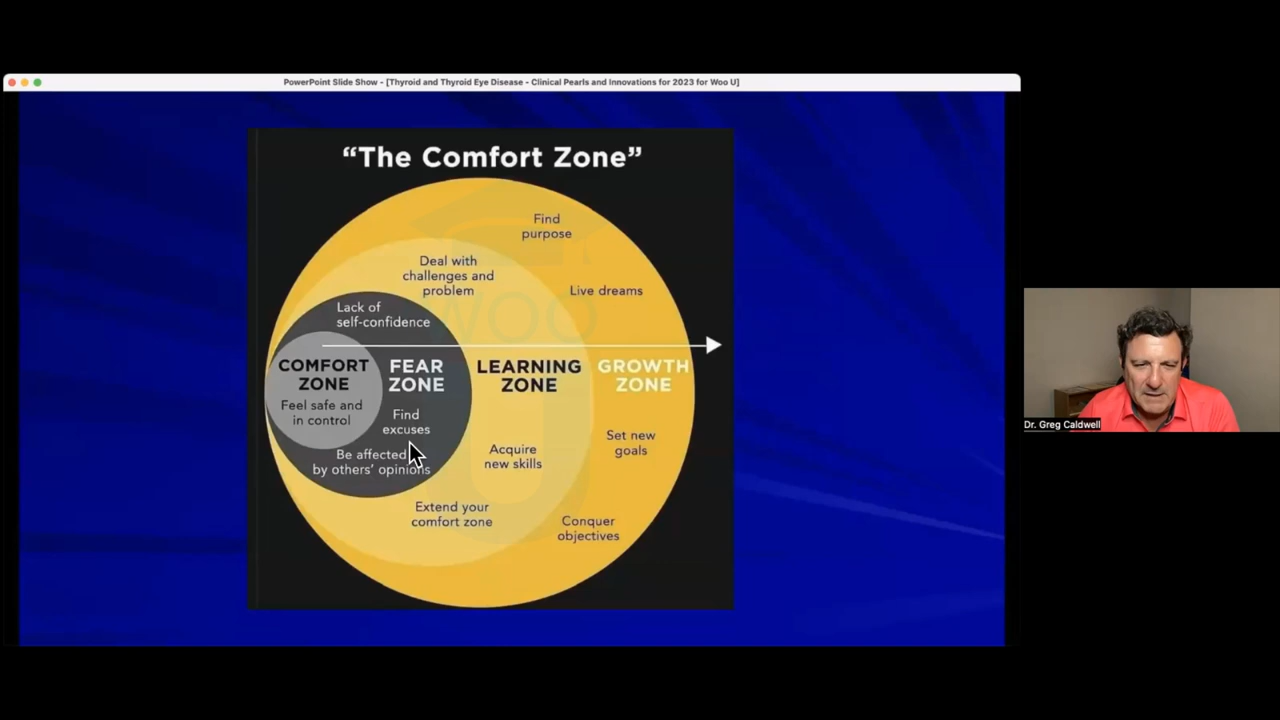 PowerPoint Slide Show - [Thyroid and Thyroid Eye Disease - Clinical Pearls and Innovations for 2023 for Woo U]
“The Comfort Zone”
Find
purpose
Deal with
challenges and
problem
Live dreams
Lack of
self-confidence
WOO
U
COMFORT
ZONE
Feel safe and
in control
FEAR
ZONE
Find
excuses
Be affected
by others’ opinions
LEARNING
ZONE
Acquire
new skills
Extend your
comfort zone
GROWTH
ZONE
Set new
goals
Conquer
objectives
Dr. Greg Caldwell